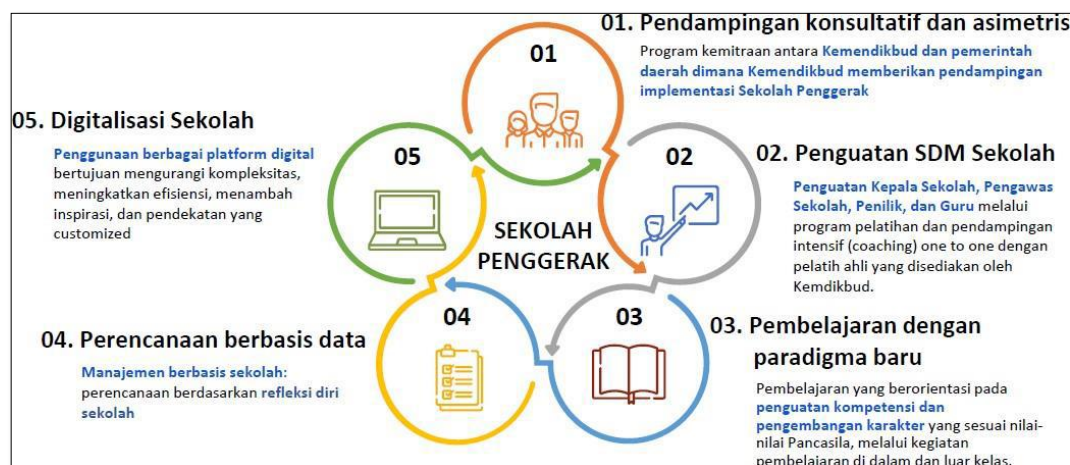 01. Pendampingan konsultatif dan asimetris
Program kemitraan antara Kemendikbud dan pemerintah
daerah dimana Kemendikbud memberikan pendampingan
implementasi Sekolah Penggerak
01
02
02. Penguatan SDM Sekolah
Penguatan Kepala Sekolah, Pengawas
Sekolah, Penilik, dan Guru melalui
program pelatihan dan pendampingan
intensif (coaching) one to one dengan
pelatih ahli yang disediakan oleh
Kemdikbud.
03
03. Pembelajaran dengan
paradigma baru
Pembelajaran yang berorientasi pada
penguatan kompetensi dan
pengembangan karakter yang sesuai nilai-
nilai Pancasila, melalui kegiatan
pembelajaran di dalam dan luar kelas.
04
04. Perencanaan berbasis data
Manajemen berbasis sekolah:
perencanaan berdasarkan refleksi diri
sekolah
05
05. Digitalisasi Sekolah
Penggunaan berbagai platform digital
bertujuan mengurangi kompleksitas,
meningkatkan efisiensi, menambah
inspirasi, dan pendekatan yang
customized
SEKOLAH
PENGGERAK